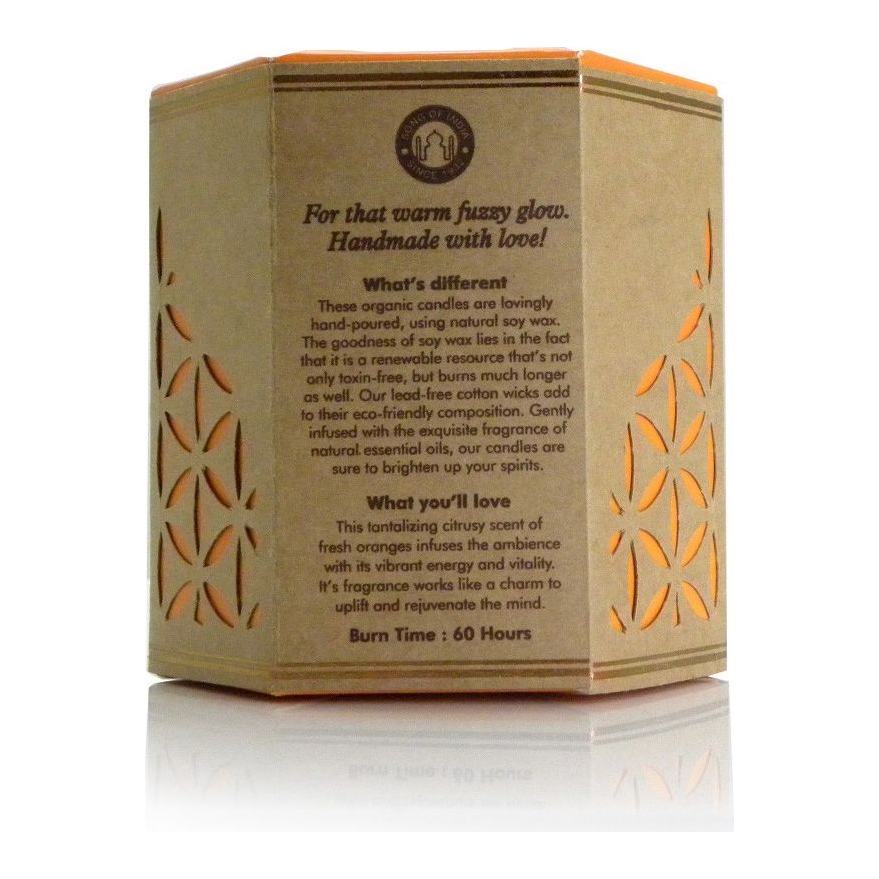 SONG OF INDIA
SINCE
For that warm fuzzy glow.
Handmade with love!
What's different
These organic candles are lovingly
hand-poured, using natural soy wax.
The goodness of soy wax lies in the fact
that it is a renewable resource that's not
only toxin-free, but burns much longer
as well. Our lead-free cotton wicks add
to their eco-friendly composition. Gently
infused with the exquisite fragrance of
natural essential oils, our candles are
sure to brighten up your spirits.
What you'll love
This tantalizing citrusy scent of
fresh oranges infuses the ambience
with its vibrant energy and vitality.
It's fragrance works like a charm to
uplift and rejuvenate the mind.
Burn Time : 60 Hours